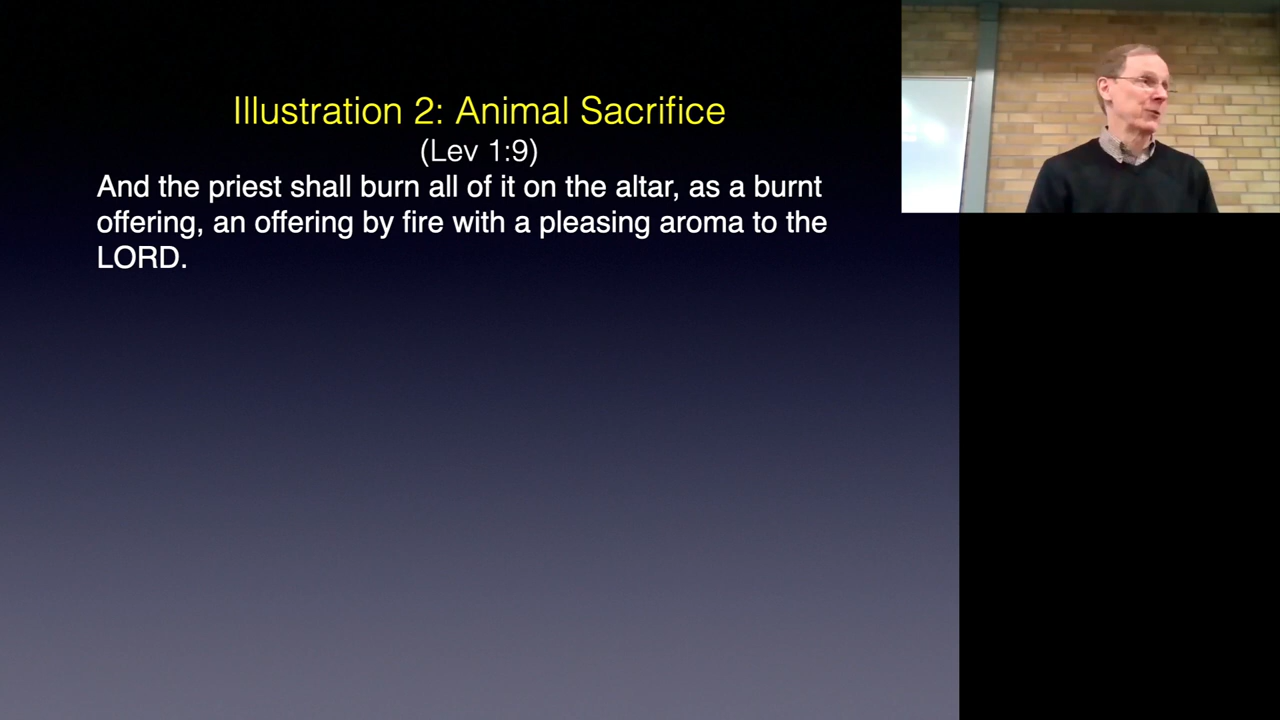 Illustration 2: Animal Sacrifice
(Lev 1:9)
And the priest shall burn all of it on the altar, as a burnt
offering, an offering by fire with a pleasing aroma to the
LORD.